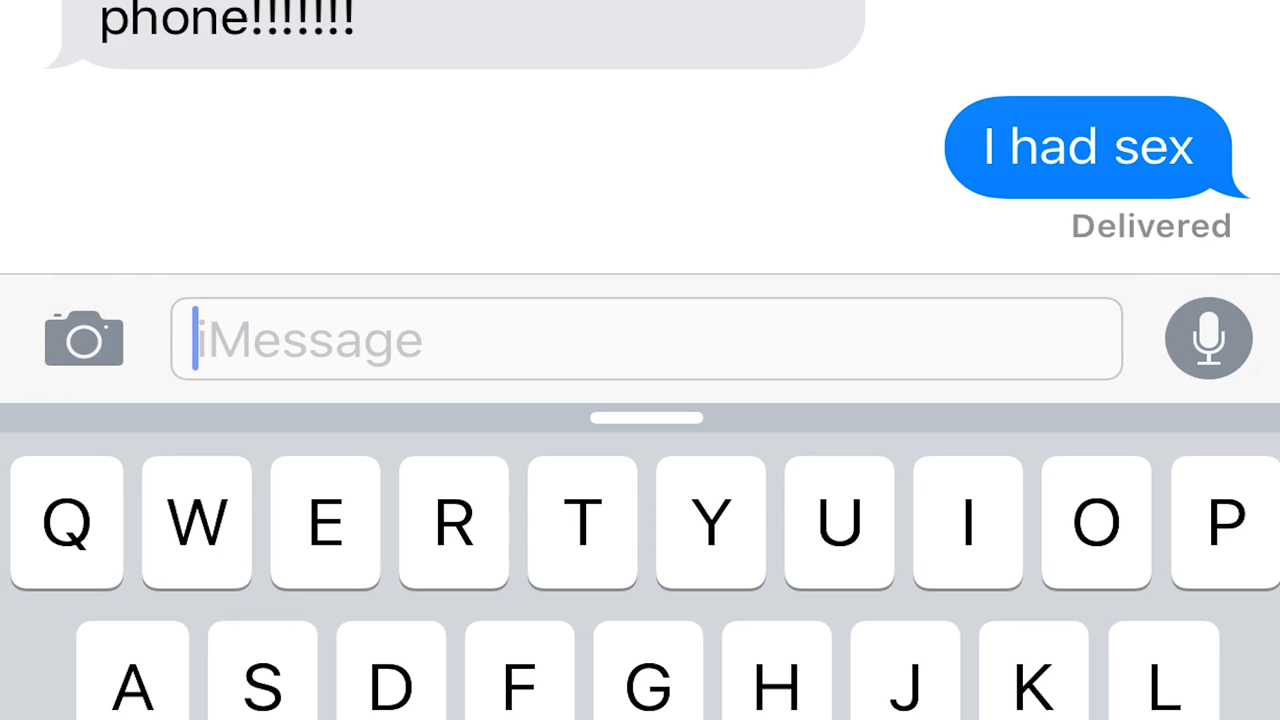 phone!!!!!!!
I had sex
Delivered
iMessage
Q W E R T Y U I O P
A S D F G H J K L